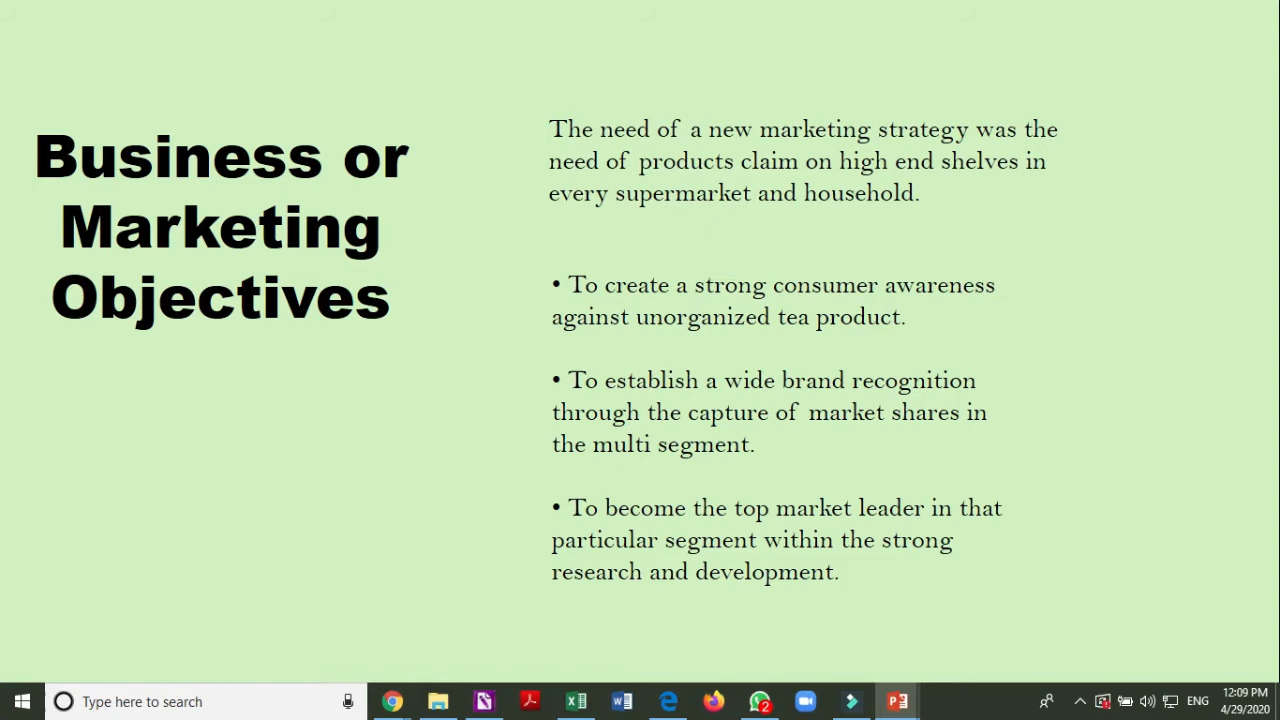 Business or
Marketing
Objectives
The need of a new marketing strategy was the
need of products claim on high end shelves in
every supermarket and household.
• To create a strong consumer awareness
against unorganized tea product.
• To establish a wide brand recognition
through the capture of market shares in
the multi segment.
• To become the top market leader in that
particular segment within the strong
research and development.
Type here to search
2
ENG
12:09 PM
4/29/2020